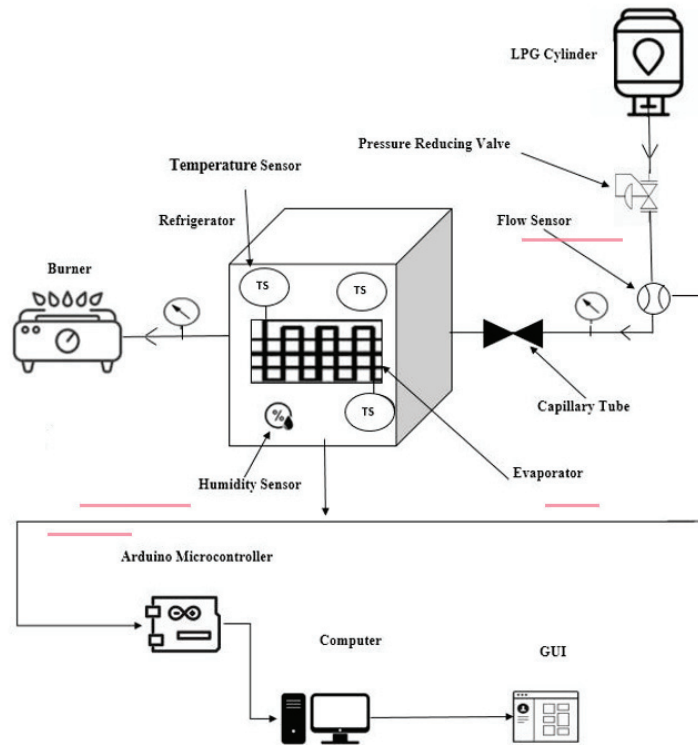 LPG Cylinder
Pressure Reducing Valve
Temperature Sensor
Refrigerator
Flow Sensor
Burner
TS
TS
TS
%
Capillary Tube
Humidity Sensor
Evaporator
Arduino Microcontroller
Computer
GUI